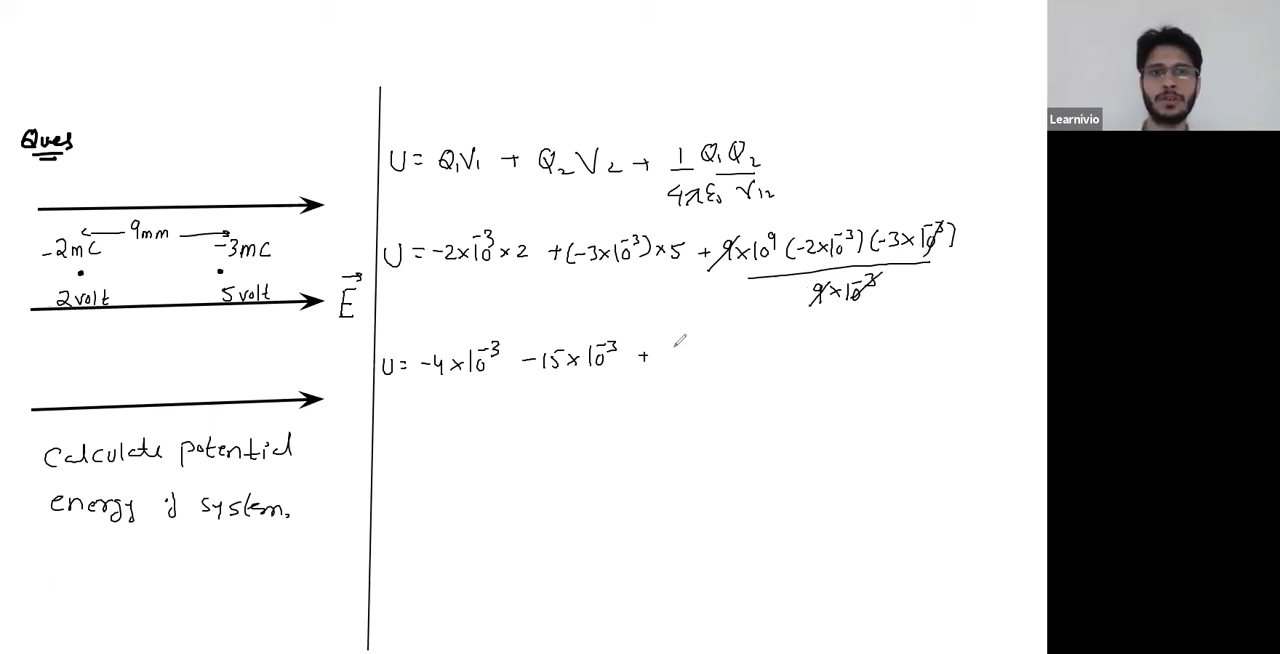 Ques
9mm
-2mC -3mC
2volt 5volt
E⃗
Calculate potential
energy of system.
U = Q₁V₁ + Q₂V₂ + 1/4πε₀ Q₁Q₂/r₁₂
U = -2×10⁻³×2 + (-3×10⁻³)×5 + 9×10⁹(-2×10⁻³)(-3×10⁻³)/9×10⁻³
U = -4×10⁻³ -15×10⁻³ +
Learnivio